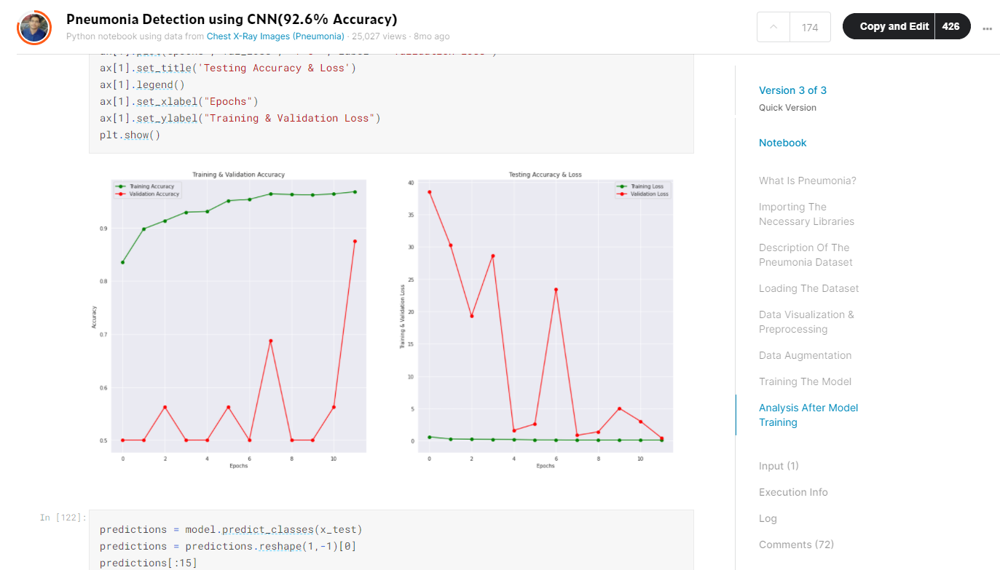 Pneumonia Detection using CNN(92.6% Accuracy)
Python notebook using data from Chest X-Ray Images (Pneumonia) · 25,027 views · 8mo ago
174
Copy and Edit 426
ax[1].set_title('Testing Accuracy & Loss')
ax[1].legend()
ax[1].set_xlabel("Epochs")
ax[1].set_ylabel("Training & Validation Loss")
plt.show()
Training & Validation Accuracy
Training Accuracy
Validation Accuracy
0.9
0.8
0.7
0.6
0.5
Accuracy
0 2 4 6 8 10
Epochs
Testing Accuracy & Loss
Training Loss
Validation Loss
40
35
30
25
20
15
10
5
0
Training & Validation Loss
0 2 4 6 8 10
Epochs
In [122]:
predictions = model.predict_classes(x_test)
predictions = predictions.reshape(1,-1)[0]
predictions[:15]
Version 3 of 3
Quick Version
Notebook
What Is Pneumonia?
Importing The
Necessary Libraries
Description Of The
Pneumonia Dataset
Loading The Dataset
Data Visualization &
Preprocessing
Data Augmentation
Training The Model
Analysis After Model
Training
Input (1)
Execution Info
Log
Comments (72)